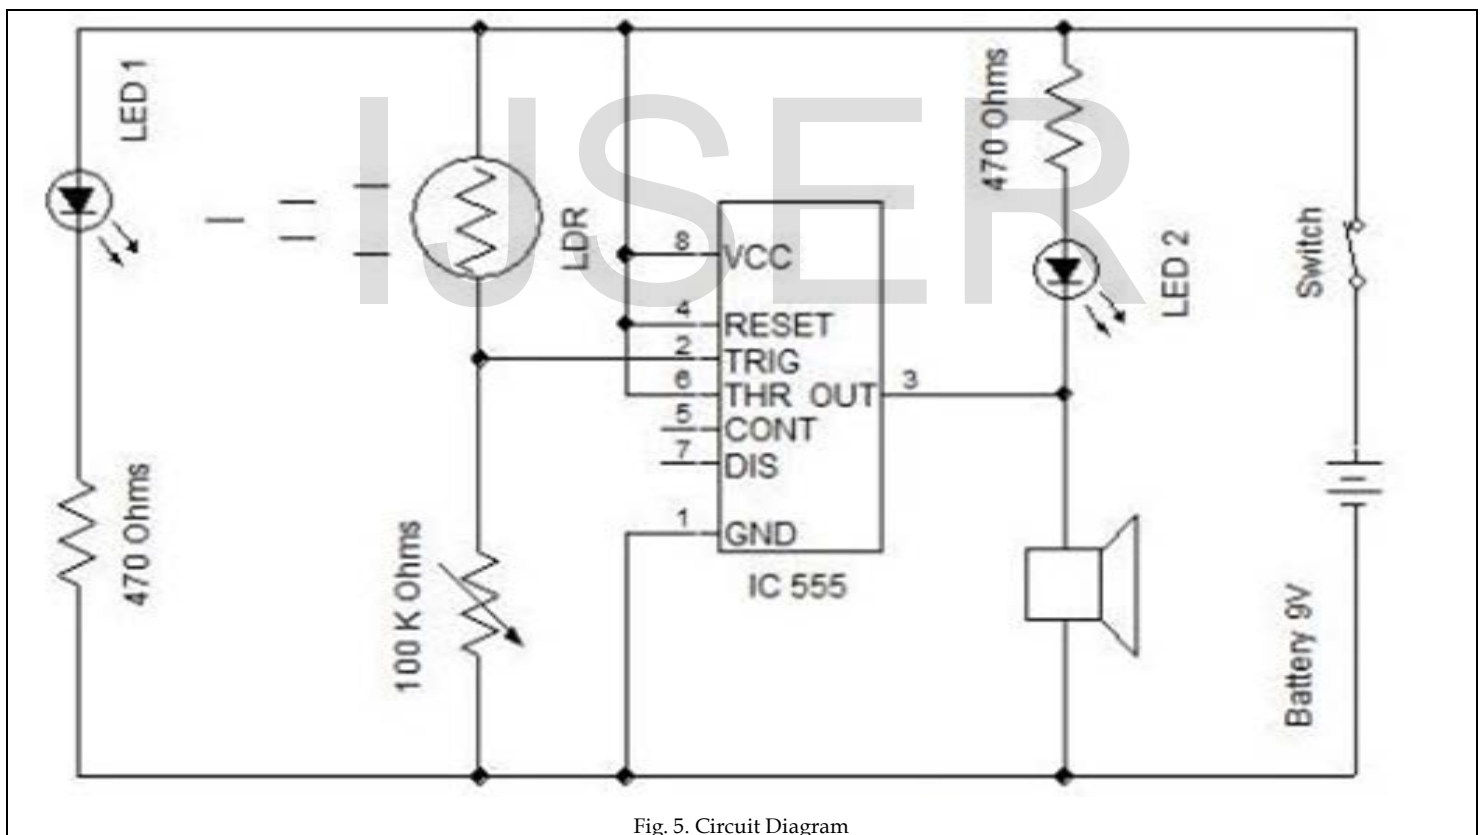 IJSER
LED 1
470 Ohms
LDR
100 K Ohms
8 VCC
4 RESET
2 TRIG
6 THR OUT 3
5 CONT
7 DIS
1 GND
IC 555
470 Ohms
LED 2
Switch
Battery 9V
Fig. 5. Circuit Diagram